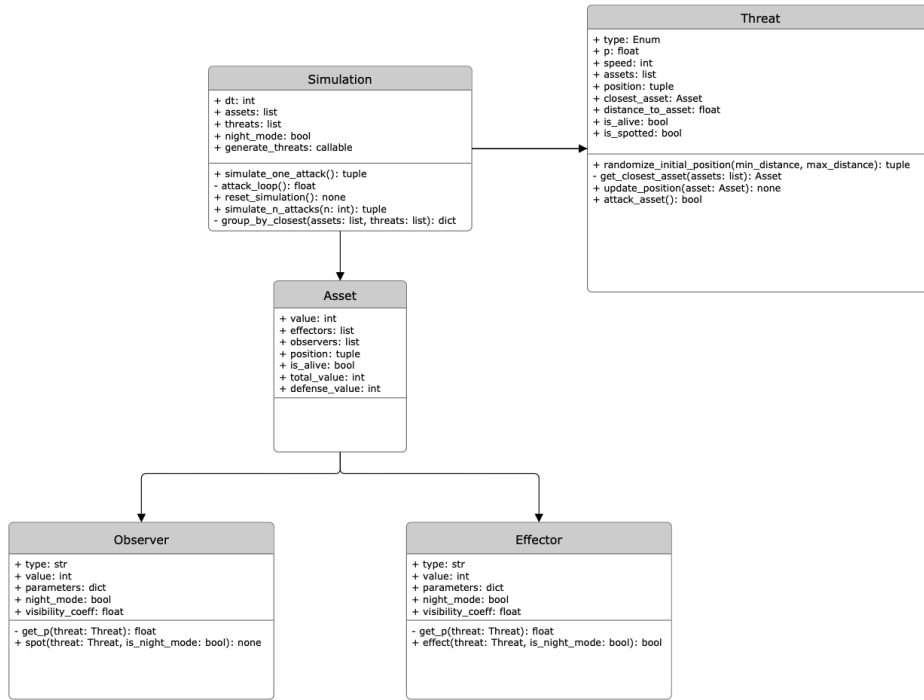 Threat
+ type: Enum
+ p: float
+ speed: int
+ assets: list
+ position: tuple
+ closest_asset: Asset
+ distance_to_asset: float
+ is_alive: bool
+ is_spotted: bool
+ randomize_initial_position(min_distance, max_distance): tuple
- get_closest_asset(assets: list): Asset
+ update_position(asset: Asset): none
+ attack_asset(): bool
Simulation
+ dt: int
+ assets: list
+ threats: list
+ night_mode: bool
+ generate_threats: callable
+ simulate_one_attack(): tuple
- attack_loop(): float
+ reset_simulation(): none
+ simulate_n_attacks(n: int): tuple
- group_by_closest(assets: list, threats: list): dict
Asset
+ value: int
+ effectors: list
+ observers: list
+ position: tuple
+ is_alive: bool
+ total_value: int
+ defense_value: int
Observer
+ type: str
+ value: int
+ parameters: dict
+ night_mode: bool
+ visibility_coeff: float
- get_p(threat: Threat): float
+ spot(threat: Threat, is_night_mode: bool): none
Effector
+ type: str
+ value: int
+ parameters: dict
+ night_mode: bool
+ visibility_coeff: float
- get_p(threat: Threat): float
+ effect(threat: Threat, is_night_mode: bool): bool